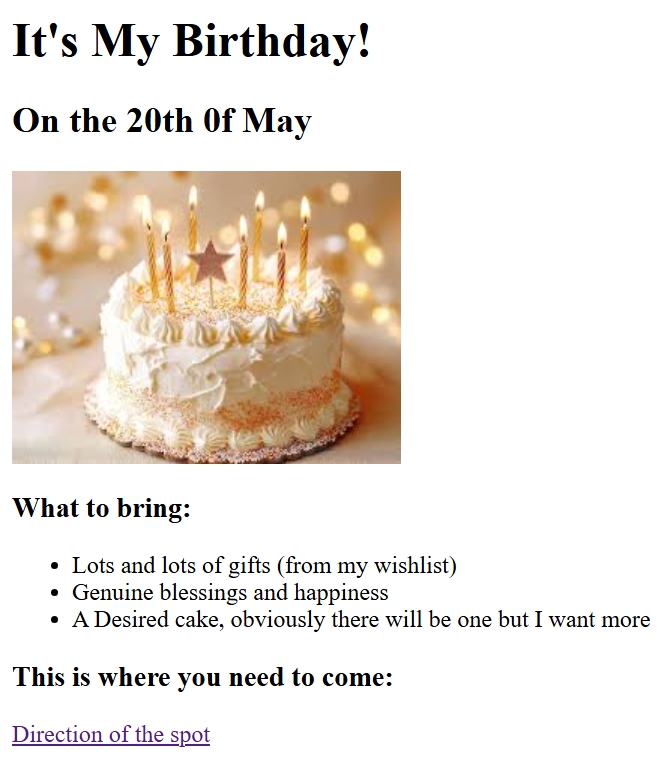 It's My Birthday!
On the 20th 0f May
What to bring:
Lots and lots of gifts (from my wishlist)
Genuine blessings and happiness
A Desired cake, obviously there will be one but I want more
This is where you need to come:
Direction of the spot